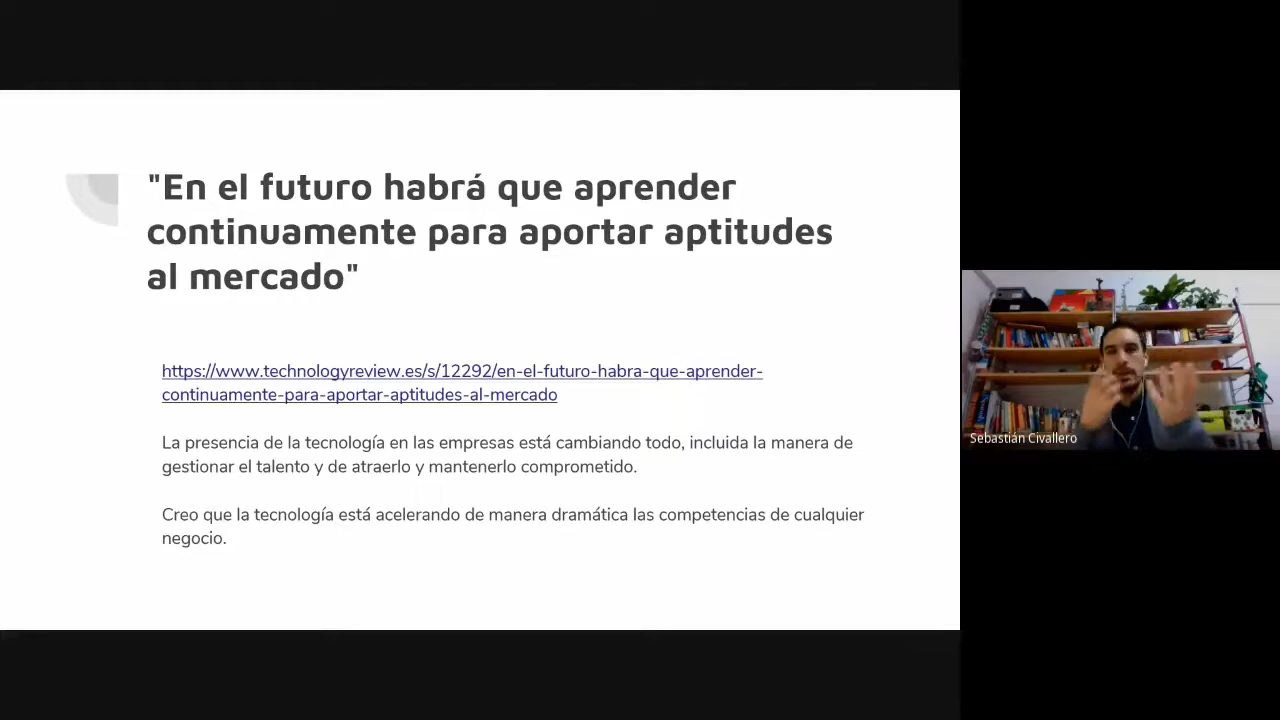 "En el futuro habrá que aprender
continuamente para aportar aptitudes
al mercado"
https://www.technologyreview.es/s/12292/en-el-futuro-habra-que-aprender-
continuamente-para-aportar-aptitudes-al-mercado
La presencia de la tecnología en las empresas está cambiando todo, incluida la manera de
gestionar el talento y de atraerlo y mantenerlo comprometido.
Creo que la tecnología está acelerando de manera dramática las competencias de cualquier
negocio.
Sebastián Civallero